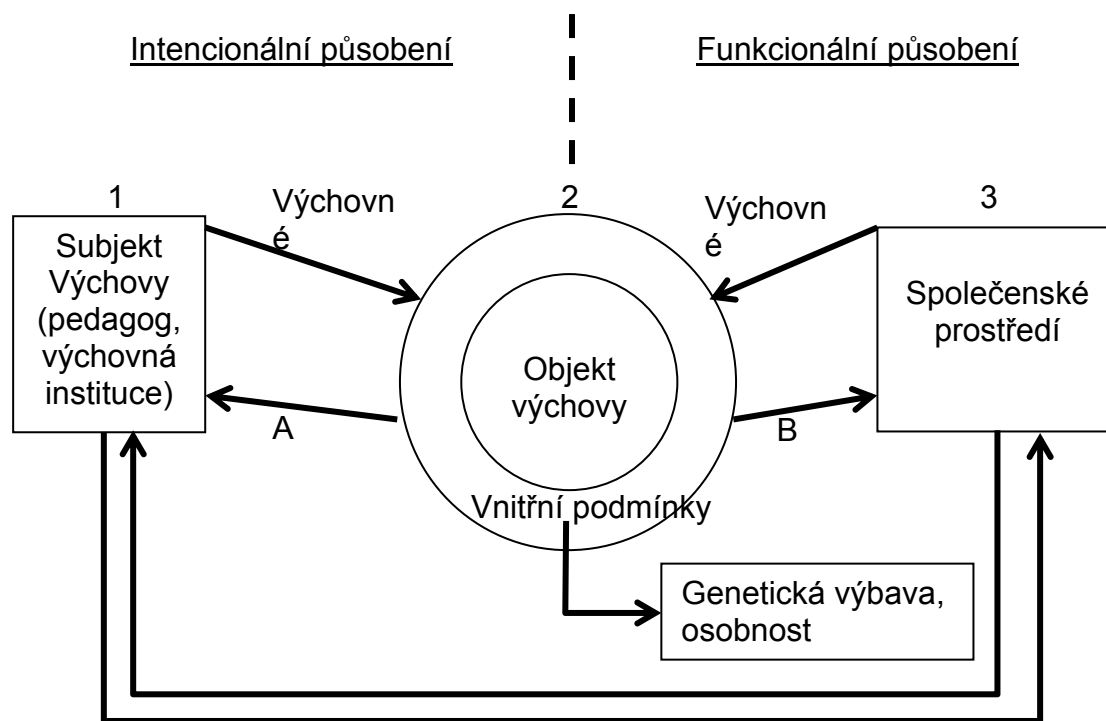 Intencionální působení
Funkcionální působení
1
2
3
Výchovn
é
Výchovn
é
Subjekt
Výchovy
(pedagog,
výchovná
instituce)
Objekt
výchovy
Společenské
prostředí
A
B
Vnitřní podmínky
Genetická výbava,
osobnost